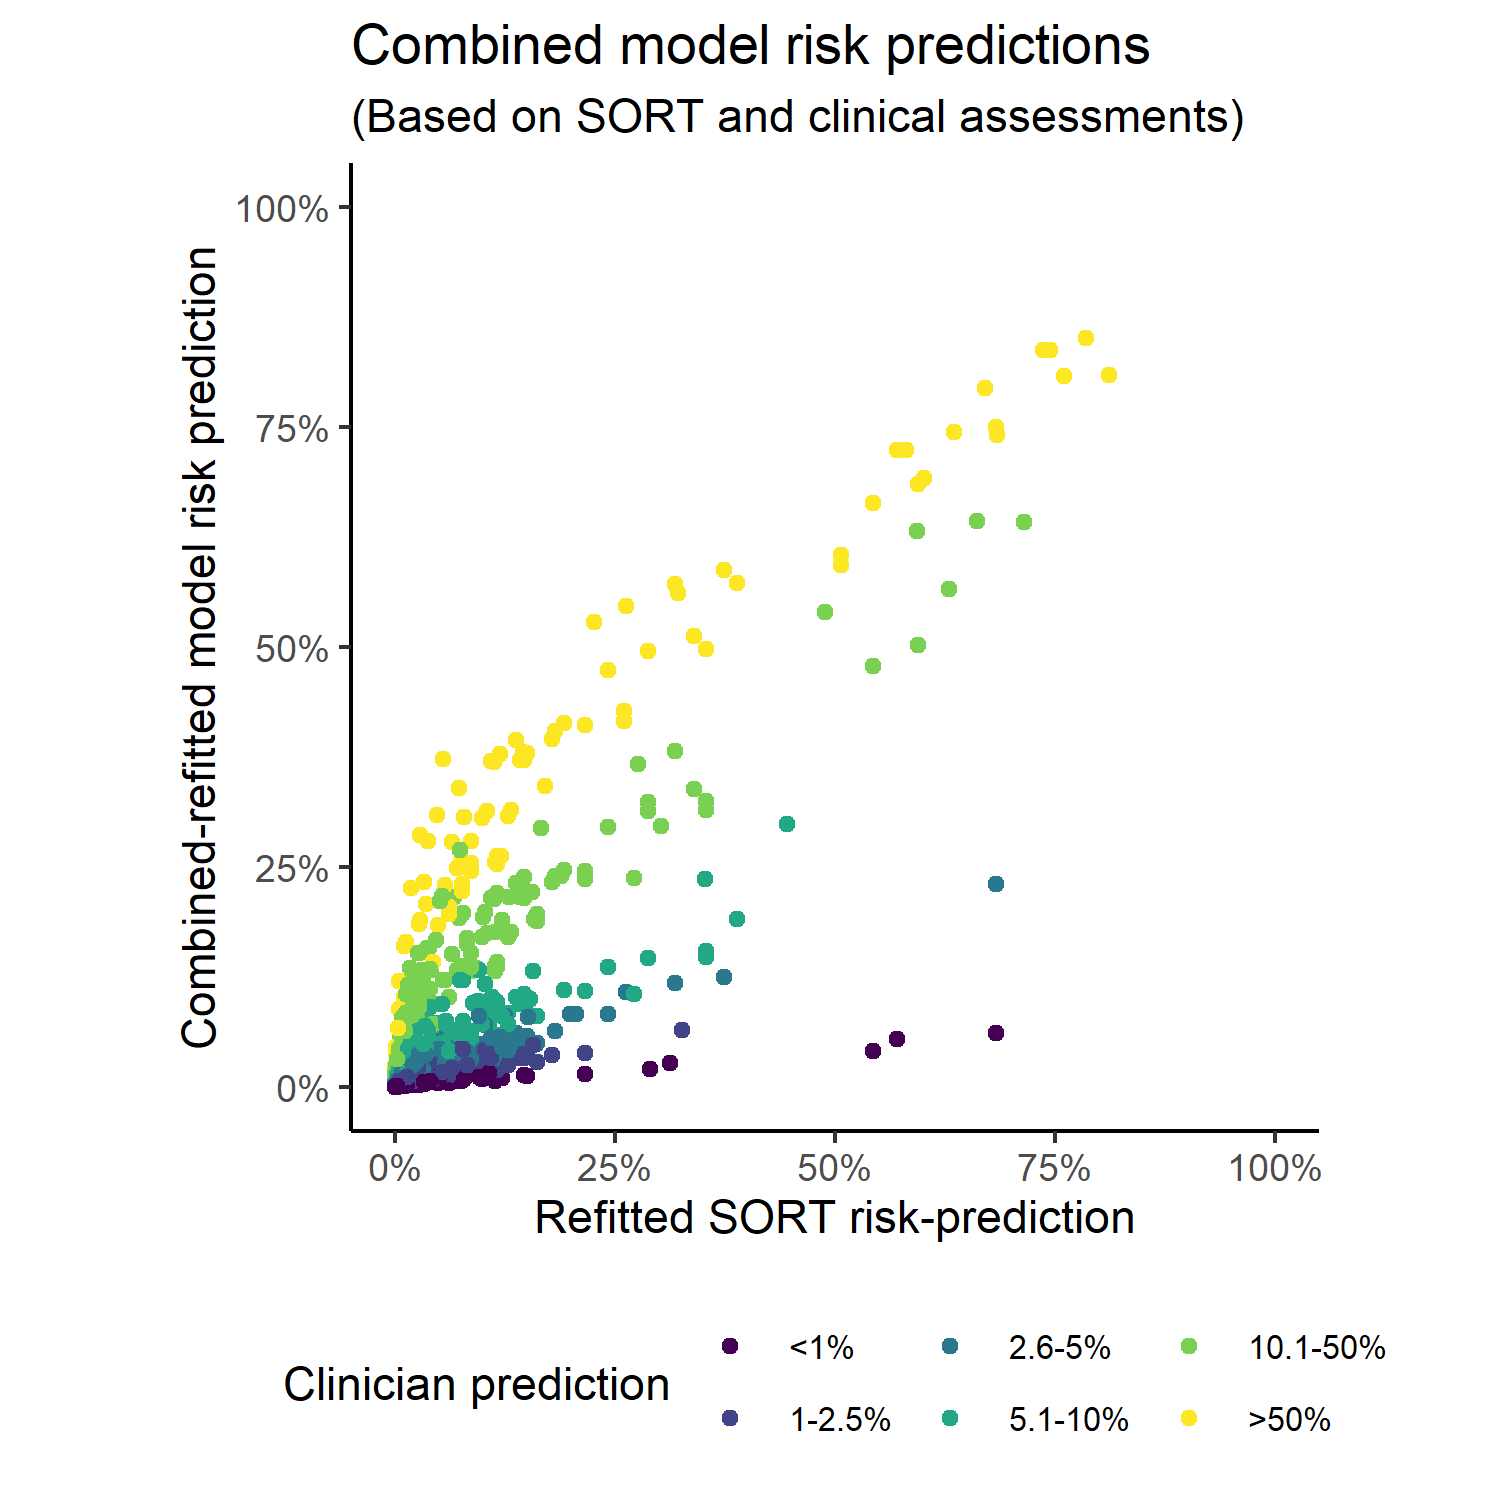 Combined model risk predictions
(Based on SORT and clinical assessments)
Combined-refitted model risk prediction
100%
75%
50%
25%
0%
0% 25% 50% 75% 100%
Refitted SORT risk-prediction
Clinician prediction
<1% 2.6-5% 10.1-50%
1-2.5% 5.1-10% >50%